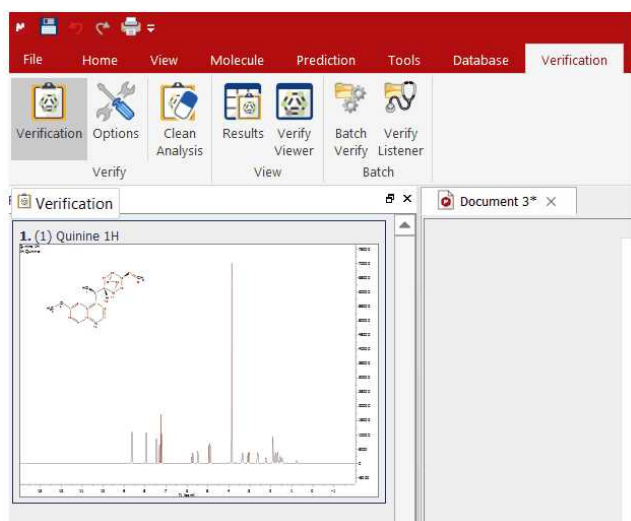 File Home View Molecule Prediction Tools Database Verification
Verification Options Clean Analysis Results Verify Viewer Batch Verify Verify Listener
Verify View Batch
Verification
Document 3*
1. (1) Quinine 1H